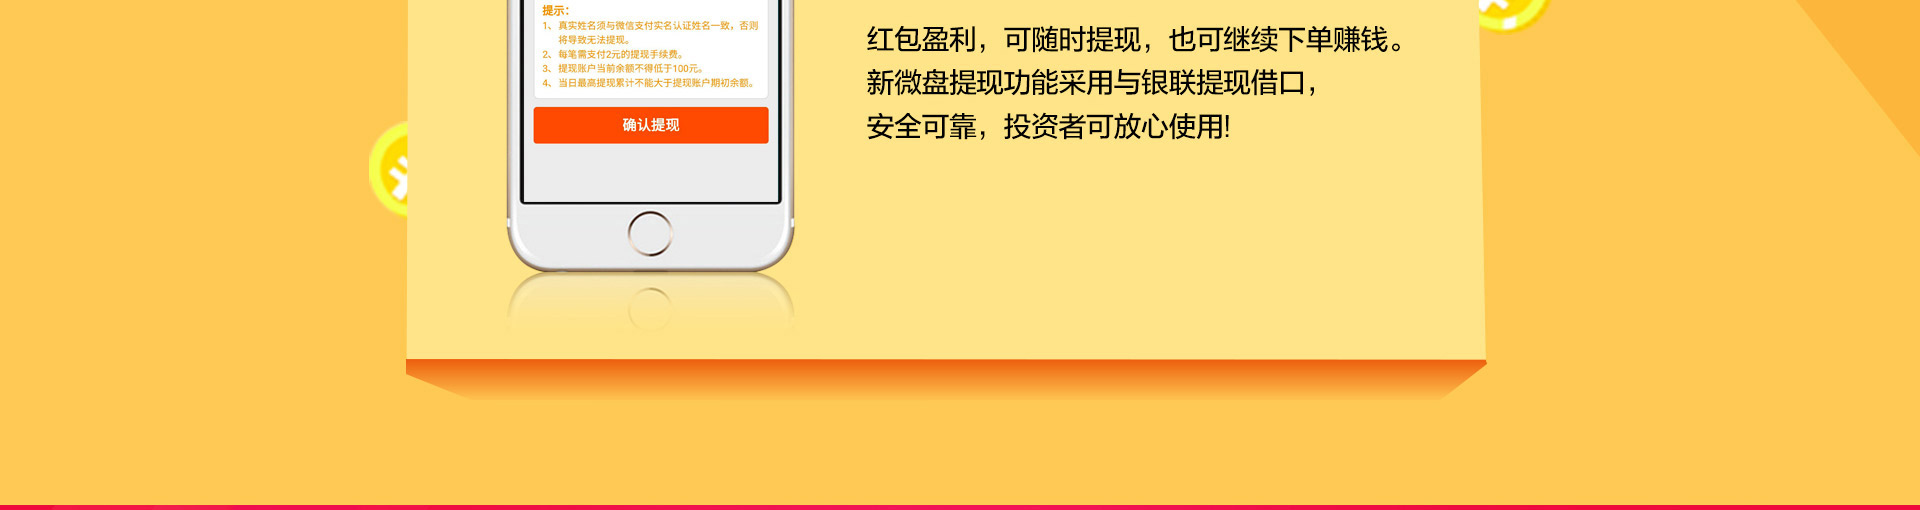 提示：
1、真实姓名须与微信支付实名认证姓名一致，否则
将导致无法提现。
2、每笔需支付2元的提现手续费。
3、提现账户当前余额不得低于100元。
4、当日最高提现累计不能大于提现账户期初余额。
确认提现
红包盈利，可随时提现，也可继续下单赚钱。
新微盘提现功能采用与银联提现借口，
安全可靠，投资者可放心使用!